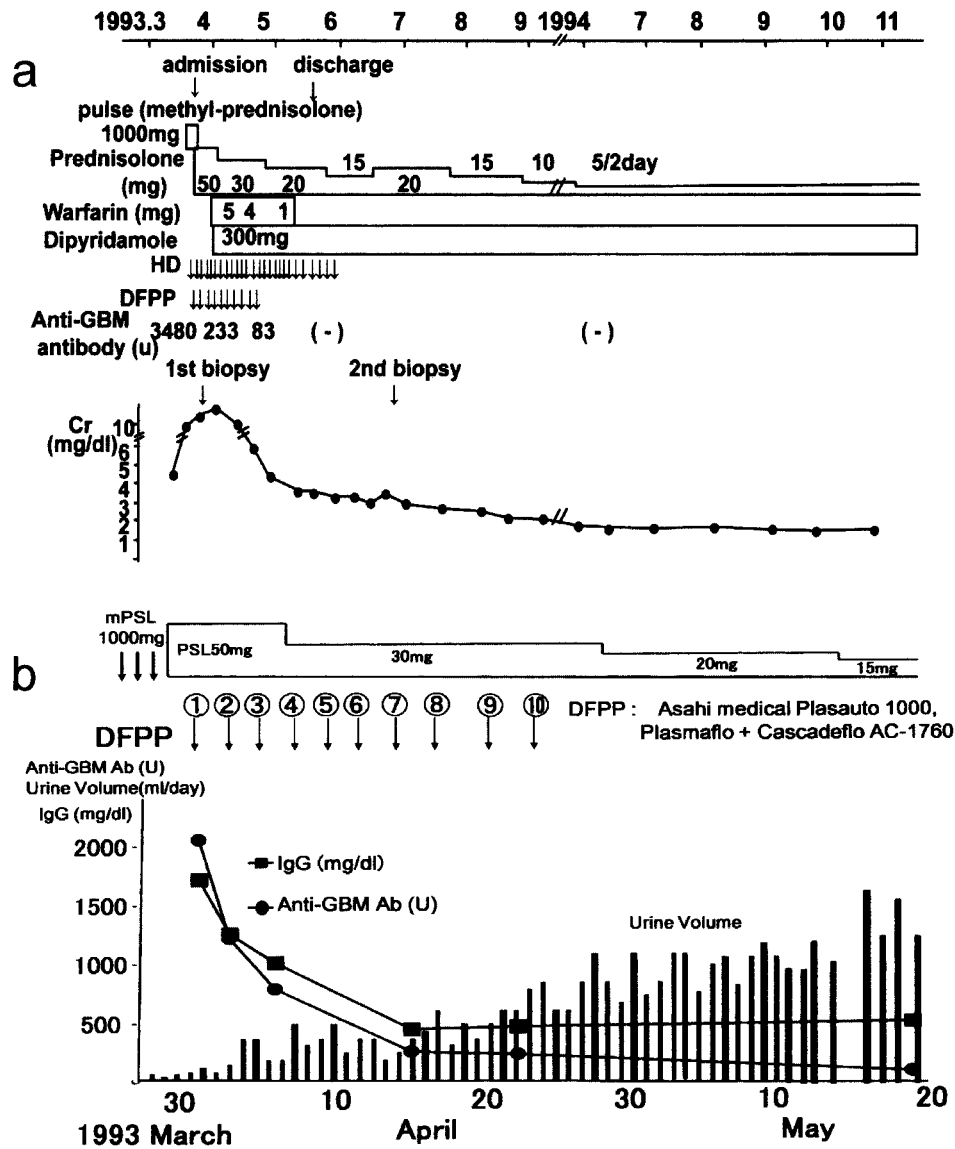 1993.3 4 5 6 7 8 9 1994 7 8 9 10 11
a
admission discharge
pulse (methyl-prednisolone)
1000mg
Prednisolone 15 15 10 5/2day
(mg) 50 30 20 20
Warfarin (mg) 5 4 1
Dipyridamole 300mg
HD
DFPP
Anti-GBM 3480 233 83 ( - ) ( - )
antibody (u)
1st biopsy 2nd biopsy
Cr
(mg/dl)
10
6
5
4
3
2
1
mPSL
1000mg
PSL50mg 30mg 20mg 15mg
b
① ② ③ ④ ⑤ ⑥ ⑦ ⑧ ⑨ ⑩ DFPP : Asahi medical Plasauto 1000,
Plasmaflo + Cascadeflo AC-1760
DFPP
Anti-GBM Ab (U)
Urine Volume(ml/day)
IgG (mg/dl)
2000
1500
1000
500
IgG (mg/dl)
Anti-GBM Ab (U)
Urine Volume
30 10 20 30 10 20
1993 March April May